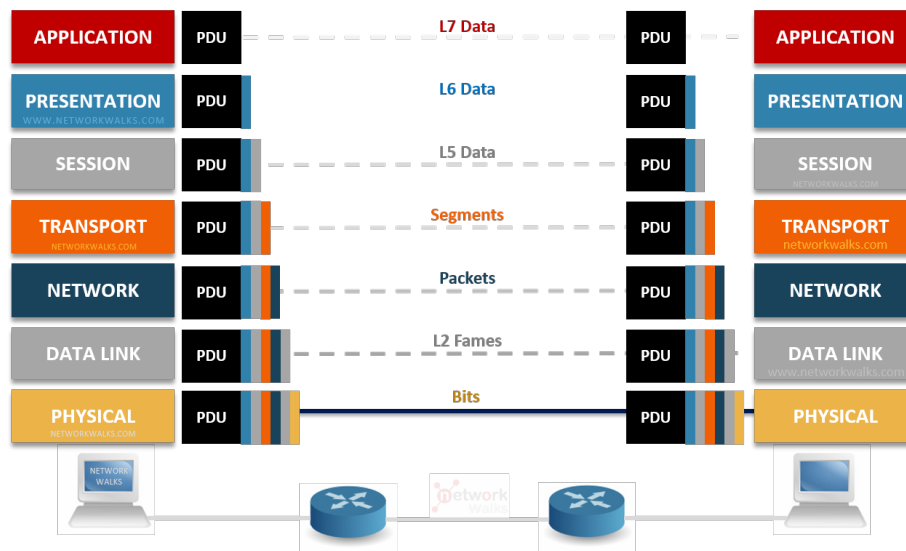 APPLICATION PDU L7 Data PDU APPLICATION
PRESENTATION PDU L6 Data PDU PRESENTATION
WWW.NETWORKWALKS.COM
SESSION PDU L5 Data PDU SESSION
NETWORKWALKS.COM
TRANSPORT PDU Segments PDU TRANSPORT
NETWORKWALKS.COM networkwalks.com
NETWORK PDU Packets PDU NETWORK
DATA LINK PDU L2 Fames PDU DATA LINK
www.networkwalks.com
PHYSICAL PDU Bits PDU PHYSICAL
NETWORKWALKS.COM
NETWORK
WALKS
network
Walks